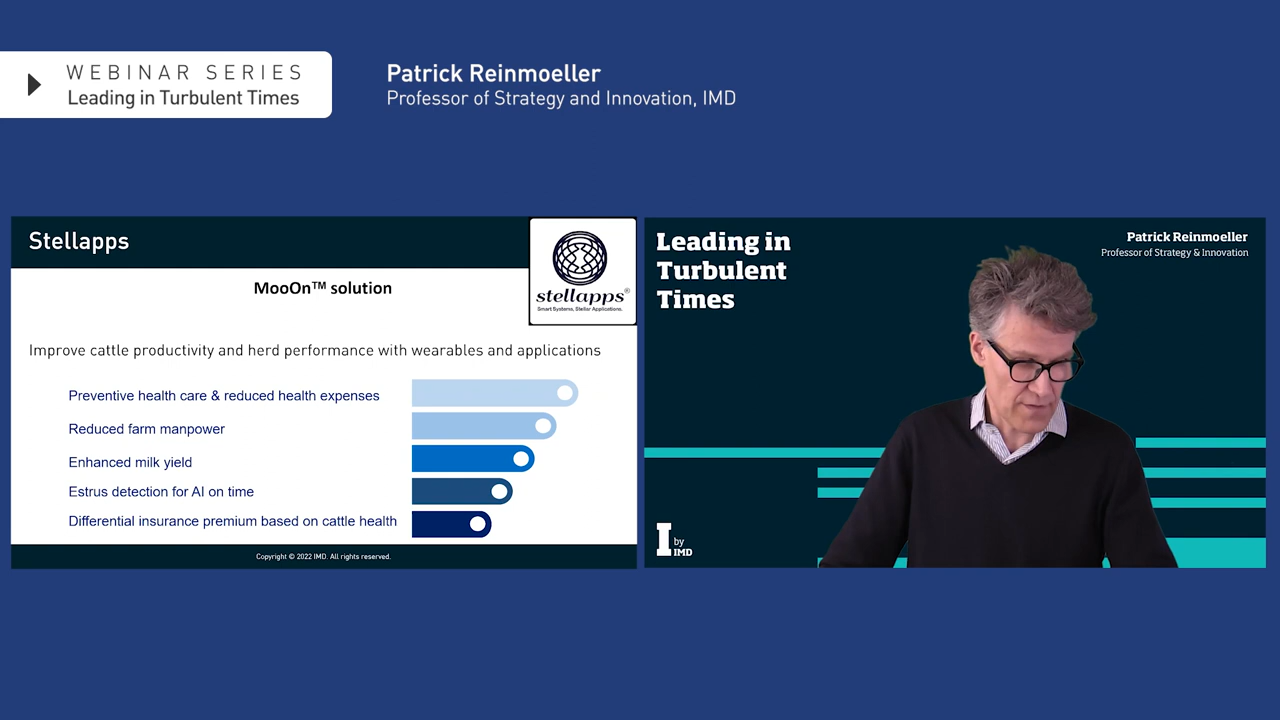 WEBINAR SERIES
Leading in Turbulent Times
Patrick Reinmoeller
Professor of Strategy and Innovation, IMD
Stellapps
stellapps®
Smart Systems, Stellar Applications.
MooOn™ solution
Improve cattle productivity and herd performance with wearables and applications
Preventive health care & reduced health expenses
Reduced farm manpower
Enhanced milk yield
Estrus detection for AI on time
Differential insurance premium based on cattle health
Copyright © 2022 IMD. All rights reserved.
Leading in
Turbulent
Times
Patrick Reinmoeller
Professor of Strategy & Innovation
I by
IMD